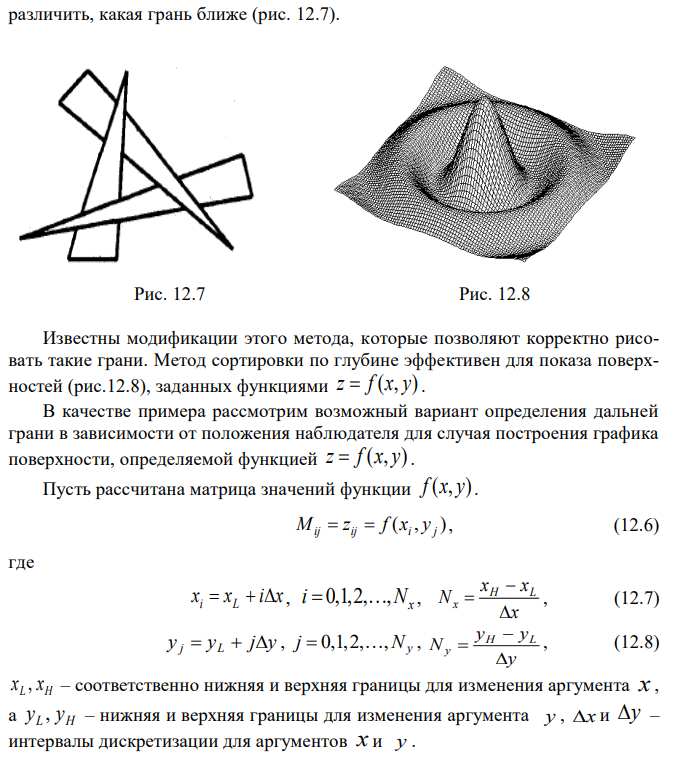 различить, какая грань ближе (рис. 12.7).
Рис. 12.7 Рис. 12.8
Известны модификации этого метода, которые позволяют корректно рисо-
вать такие грани. Метод сортировки по глубине эффективен для показа поверх-
ностей (рис.12.8), заданных функциями z = f(x, y).
В качестве примера рассмотрим возможный вариант определения дальней
грани в зависимости от положения наблюдателя для случая построения графика
поверхности, определяемой функцией z = f(x, y).
Пусть рассчитана матрица значений функции f(x, y).
M_{ij} = z_{ij} = f(x_i, y_j), (12.6)
где
x_i = x_L + iΔx, i = 0,1,2,…,N_x, N_x = \frac{x_H − x_L}{Δx}, (12.7)
y_j = y_L + jΔy, j = 0,1,2,…,N_y, N_y = \frac{y_H − y_L}{Δy}, (12.8)
x_L, x_H – соответственно нижняя и верхняя границы для изменения аргумента x,
а y_L, y_H – нижняя и верхняя границы для изменения аргумента y, Δx и Δy –
интервалы дискретизации для аргументов x и y.